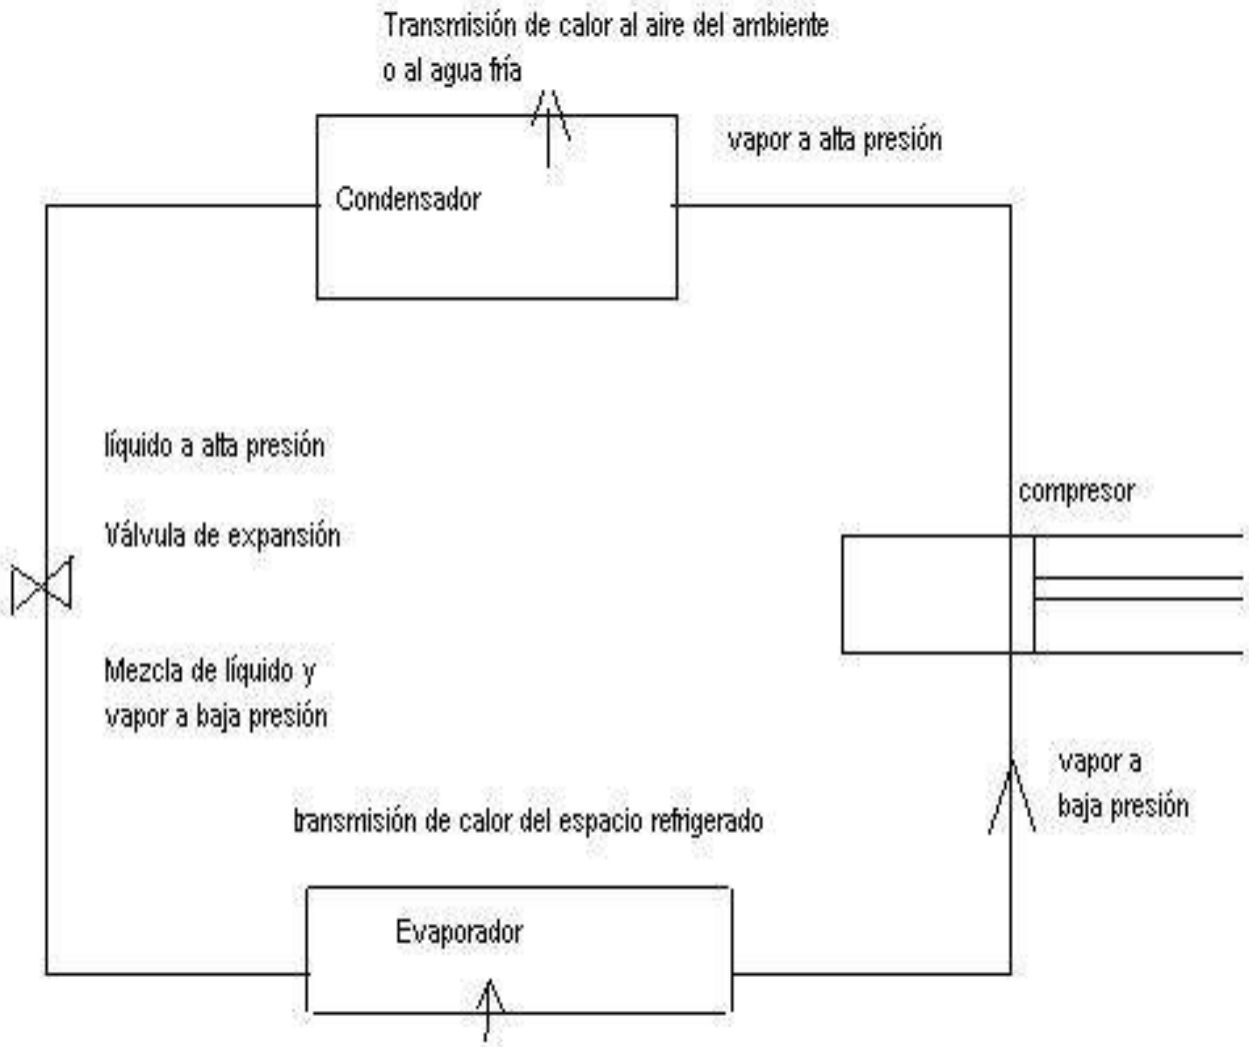 Transmisión de calor al aire del ambiente
o al agua fría
vapor a alta presión
Condensador
líquido a alta presión
compresor
Válvula de expansión
Mezcla de líquido y
vapor a baja presión
vapor a
baja presión
transmisión de calor del espacio refrigerado
Evaporador